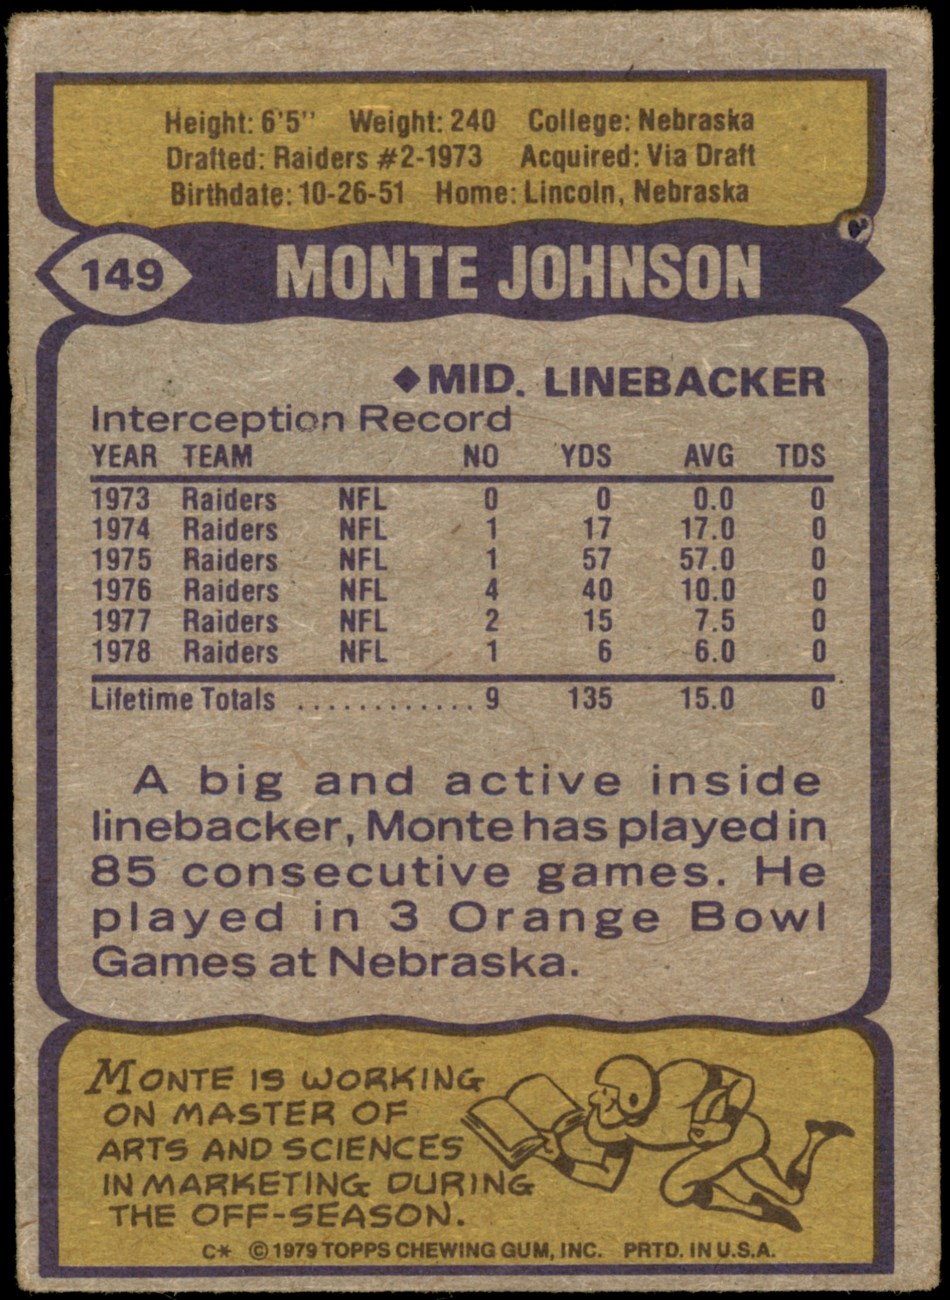 Height: 6'5" Weight: 240 College: Nebraska
Drafted: Raiders #2-1973 Acquired: Via Draft
Birthdate: 10-26-51 Home: Lincoln, Nebraska
149 MONTE JOHNSON
◆MID. LINEBACKER
Interception Record
YEAR TEAM NO YDS AVG TDS
1973 Raiders NFL 0 0 0.0 0
1974 Raiders NFL 1 17 17.0 0
1975 Raiders NFL 1 57 57.0 0
1976 Raiders NFL 4 40 10.0 0
1977 Raiders NFL 2 15 7.5 0
1978 Raiders NFL 1 6 6.0 0
Lifetime Totals ............ 9 135 15.0 0
A big and active inside
linebacker, Monte has played in
85 consecutive games. He
played in 3 Orange Bowl
Games at Nebraska.
MONTE IS WORKING
ON MASTER OF
ARTS AND SCIENCES
IN MARKETING DURING
THE OFF-SEASON.
C* © 1979 TOPPS CHEWING GUM, INC. PRTD. IN U.S.A.